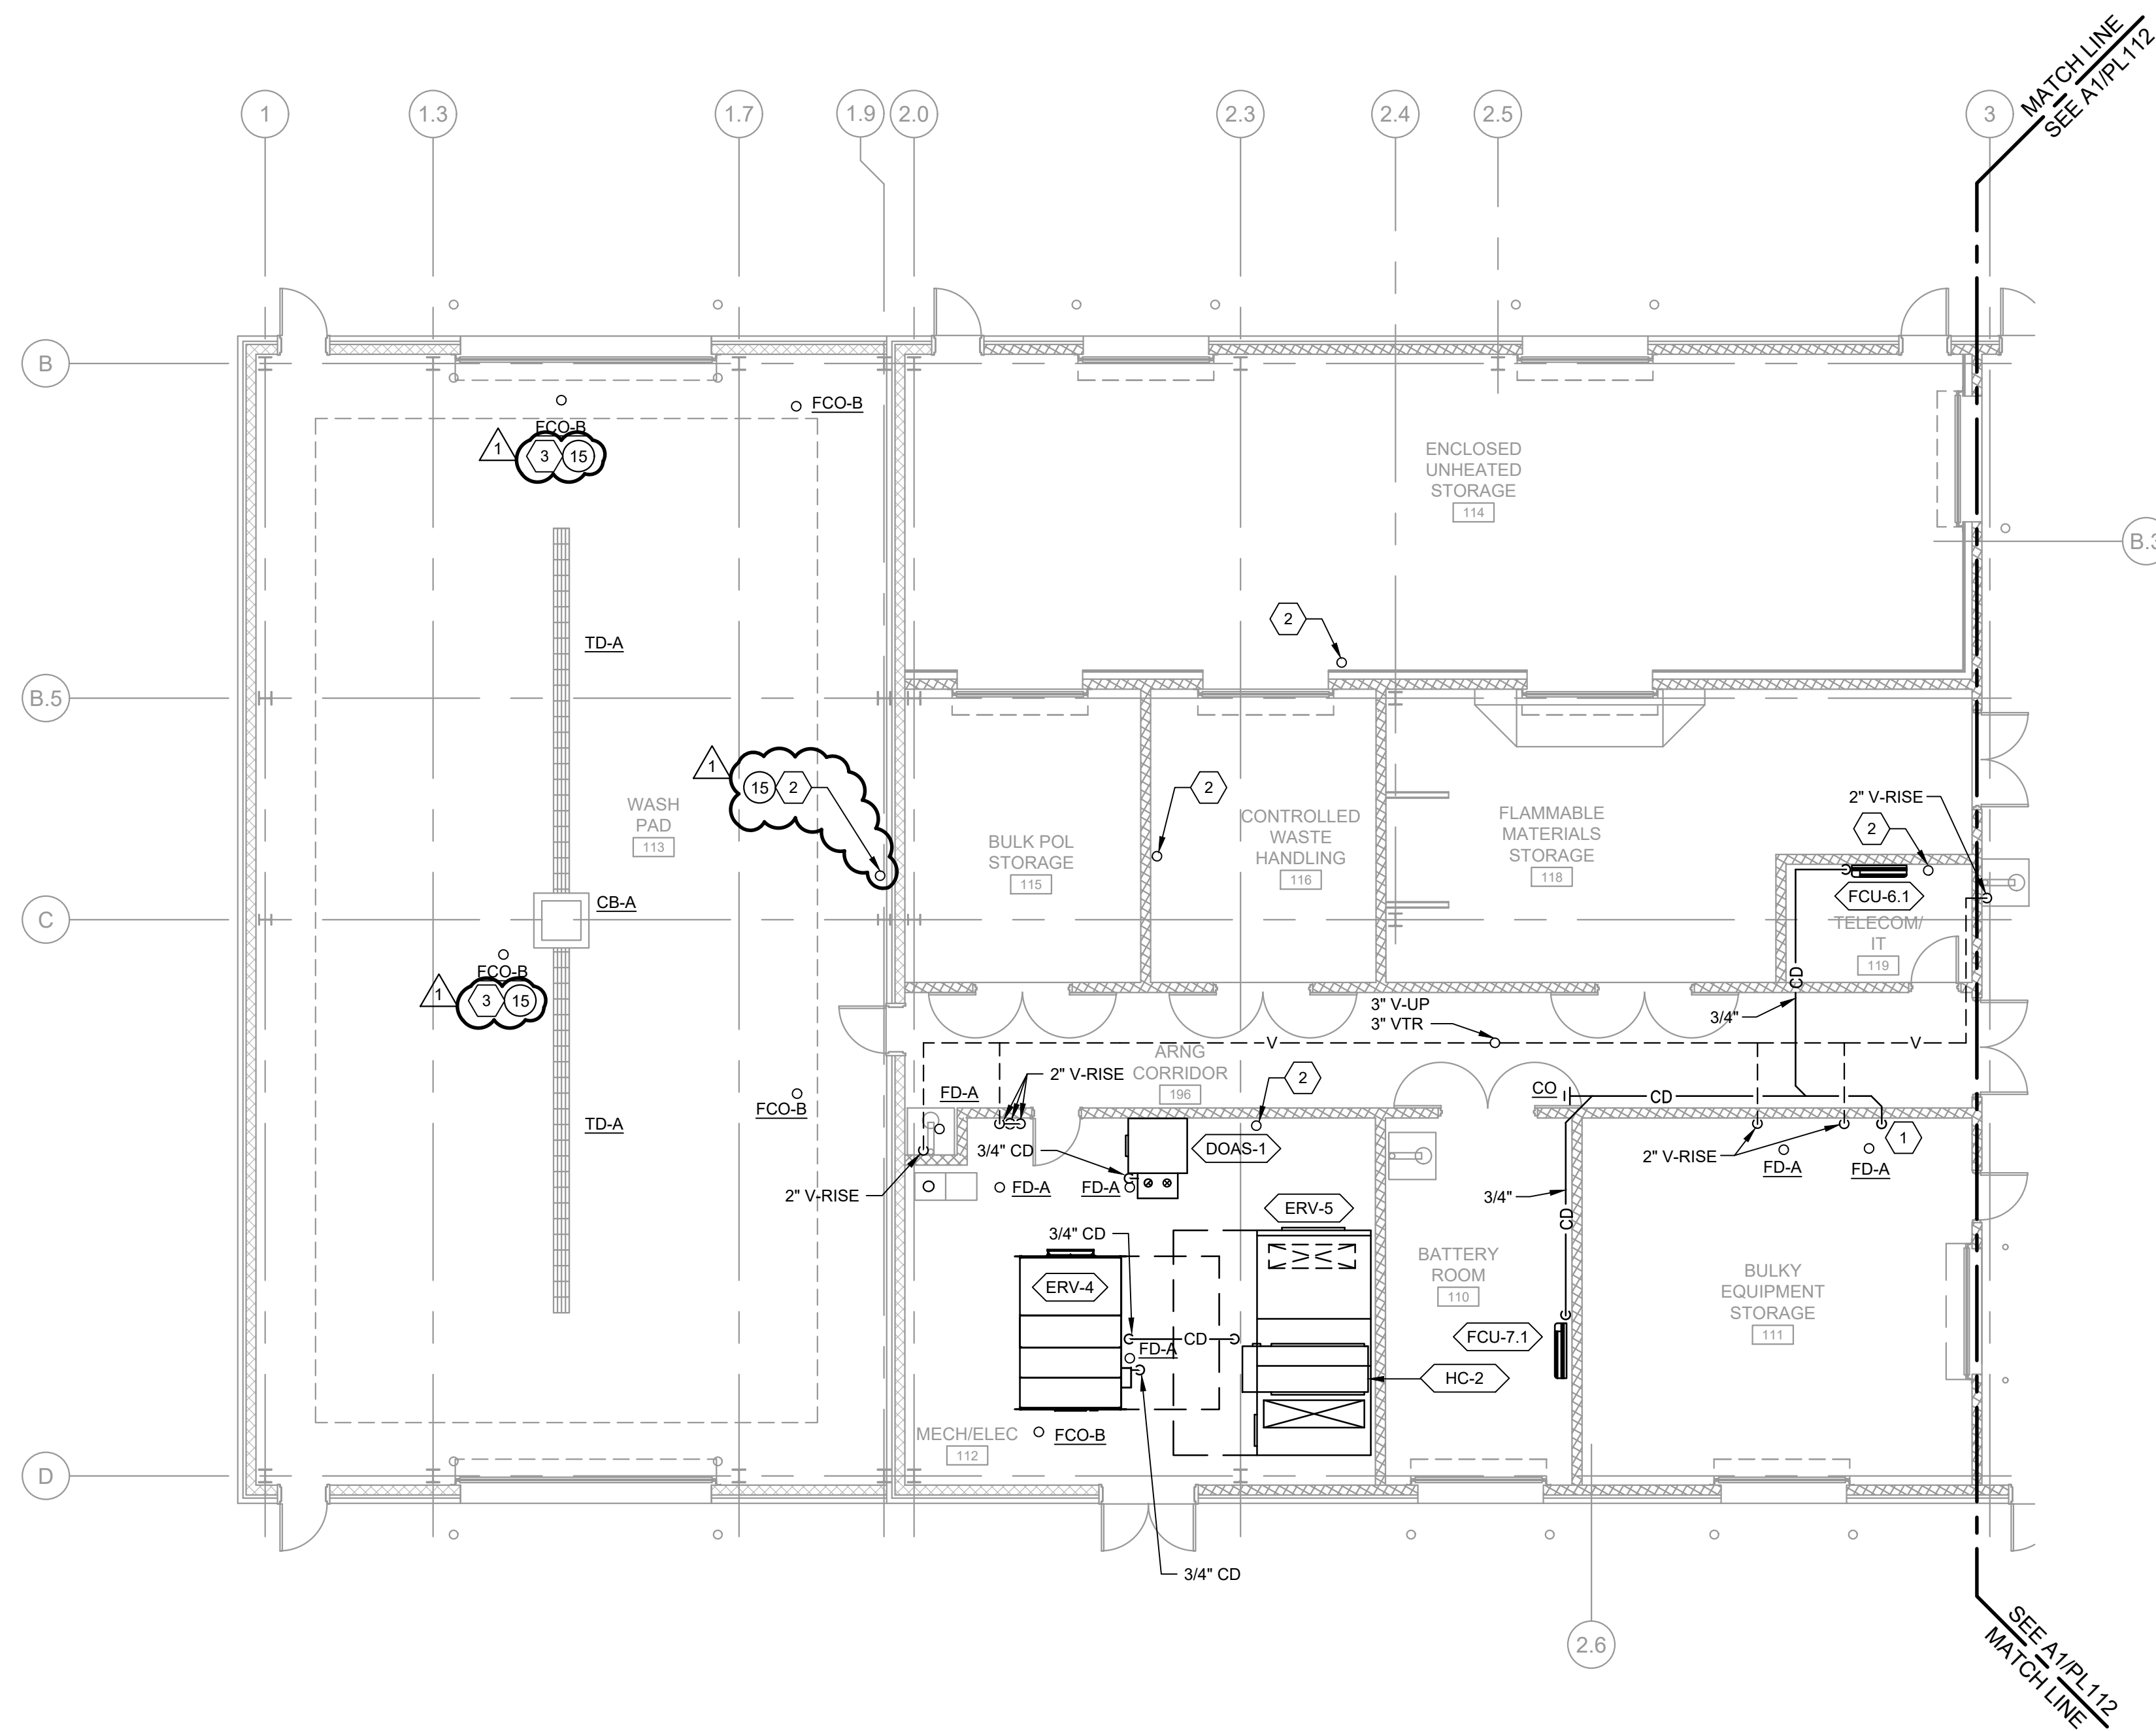 MATCH LINE
SEE A1/PL112
1
1.3
1.7
1.9
2.0
2.3
2.4
2.5
3
B
FCO-B
FCO-B
1
3
15
ENCLOSED
UNHEATED
STORAGE
114
2
TD-A
B.5
1
15
2
WASH
PAD
113
2
BULK POL
STORAGE
115
CONTROLLED
WASTE
HANDLING
116
FLAMMABLE
MATERIALS
STORAGE
118
2" V-RISE
2
FCU-6.1
TELECOM/
IT
119
C
CB-A
FCO-B
1
3
15
CD
3/4"
3" V-UP
3" VTR
V
V
ARNG
CORRIDOR
196
2" V-RISE
2
FD-A
FCO-B
TD-A
CO
CD
1
2" V-RISE
FD-A
FD-A
3/4" CD
DOAS-1
2" V-RISE
FD-A
FD-A
3/4"
CD
ERV-5
3/4" CD
ERV-4
CD
FD-A
BATTERY
ROOM
110
FCU-7.1
HC-2
BULKY
EQUIPMENT
STORAGE
111
MECH/ELEC
112
FCO-B
D
3/4" CD
2.6
SEE A1/PL112
MATCH LINE